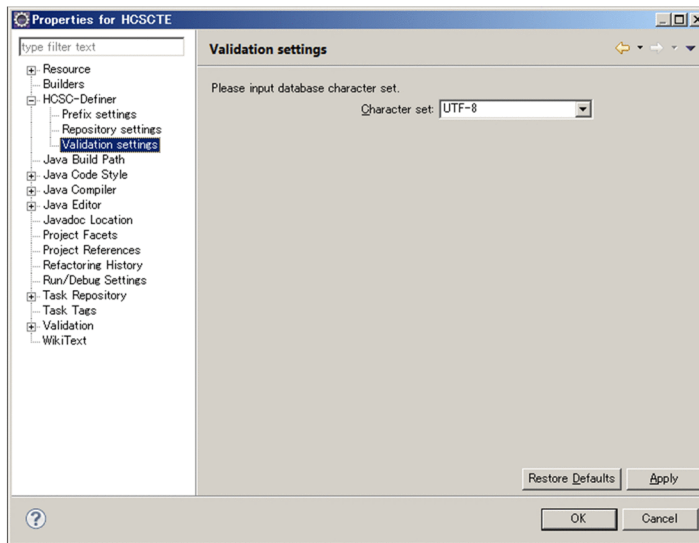 Properties for HCSCTE
type filter text
Validation settings
Resource
Builders
HCSC-Definer
Prefix settings
Repository settings
Validation settings
Java Build Path
Java Code Style
Java Compiler
Java Editor
Javadoc Location
Project Facets
Project References
Refactoring History
Run/Debug Settings
Task Repository
Task Tags
Validation
WikiText
Please input database character set.
Character set: UTF-8
Restore Defaults Apply
OK Cancel